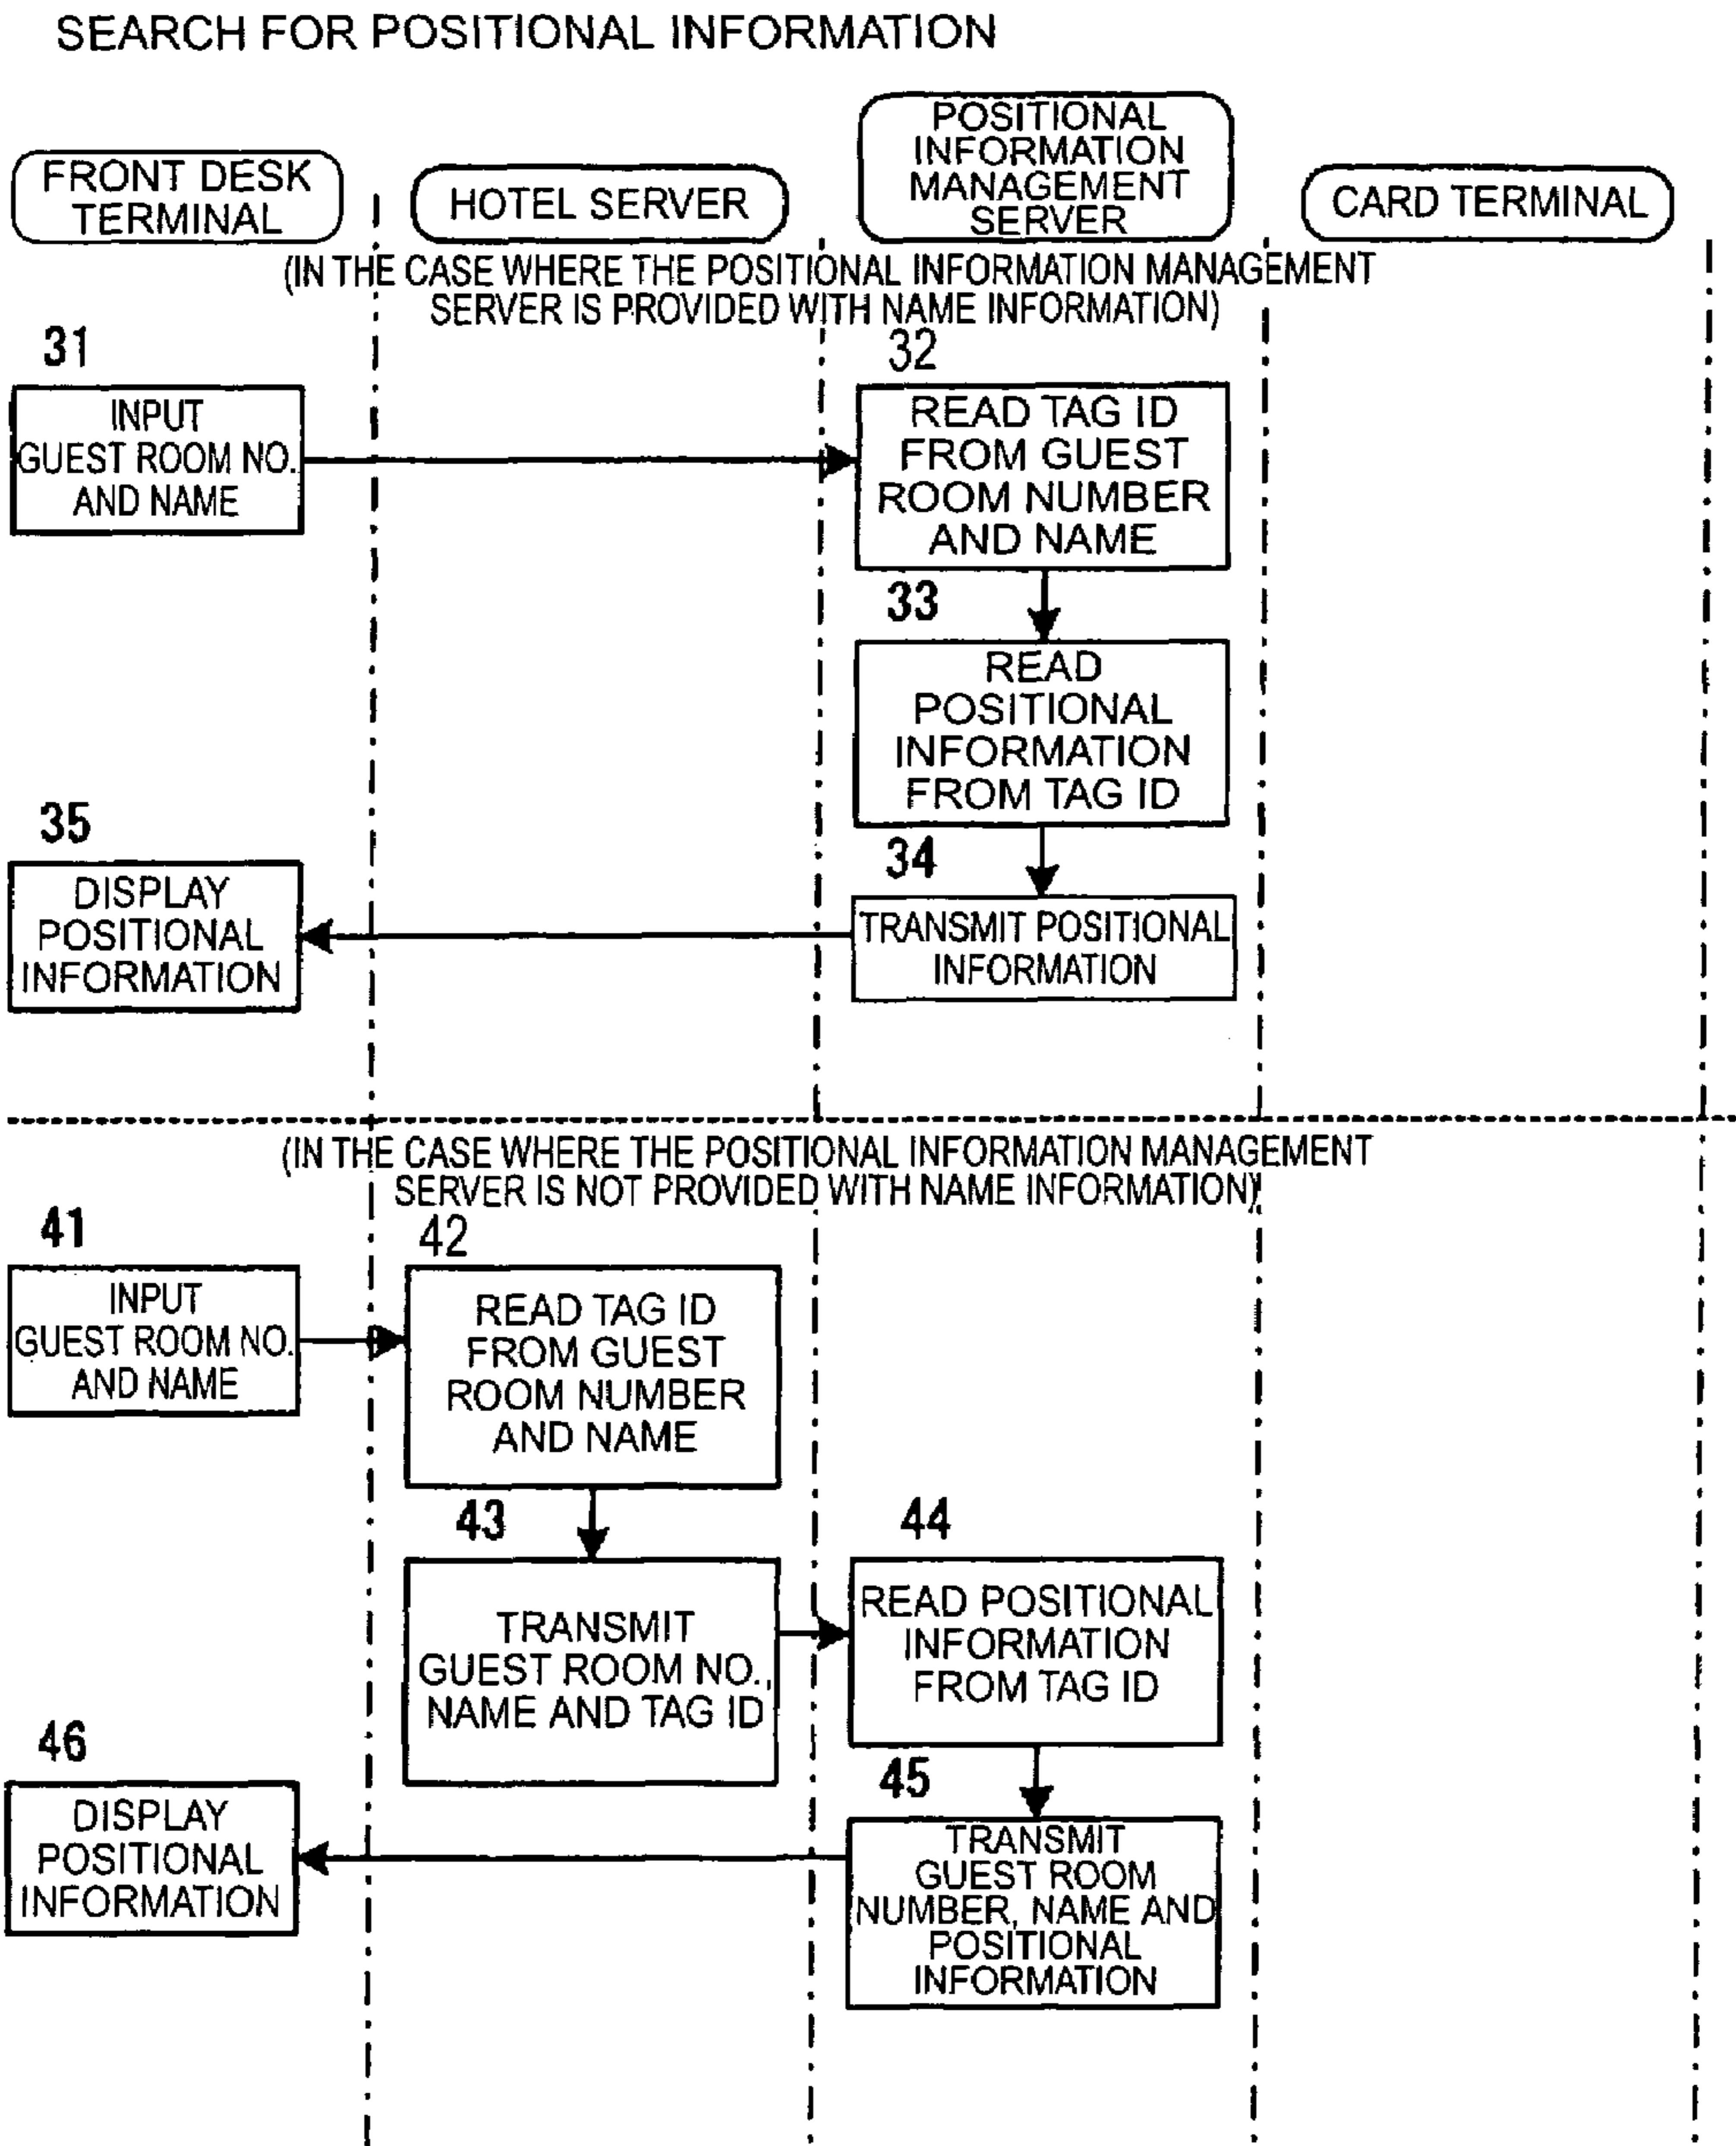 SEARCH FOR POSITIONAL INFORMATION
FRONT DESK
TERMINAL
HOTEL SERVER
POSITIONAL
INFORMATION
MANAGEMENT
SERVER
CARD TERMINAL
(IN THE CASE WHERE THE POSITIONAL INFORMATION MANAGEMENT
SERVER IS PROVIDED WITH NAME INFORMATION)
31
INPUT
GUEST ROOM NO.
AND NAME
32
READ TAG ID
FROM GUEST
ROOM NUMBER
AND NAME
33
READ
POSITIONAL
INFORMATION
FROM TAG ID
34
TRANSMIT POSITIONAL
INFORMATION
35
DISPLAY
POSITIONAL
INFORMATION
(IN THE CASE WHERE THE POSITIONAL INFORMATION MANAGEMENT
SERVER IS NOT PROVIDED WITH NAME INFORMATION)
41
INPUT
GUEST ROOM NO.
AND NAME
42
READ TAG ID
FROM GUEST
ROOM NUMBER
AND NAME
43
TRANSMIT
GUEST ROOM NO.,
NAME AND TAG ID
44
READ POSITIONAL
INFORMATION
FROM TAG ID
45
TRANSMIT
GUEST ROOM
NUMBER, NAME AND
POSITIONAL
INFORMATION
46
DISPLAY
POSITIONAL
INFORMATION